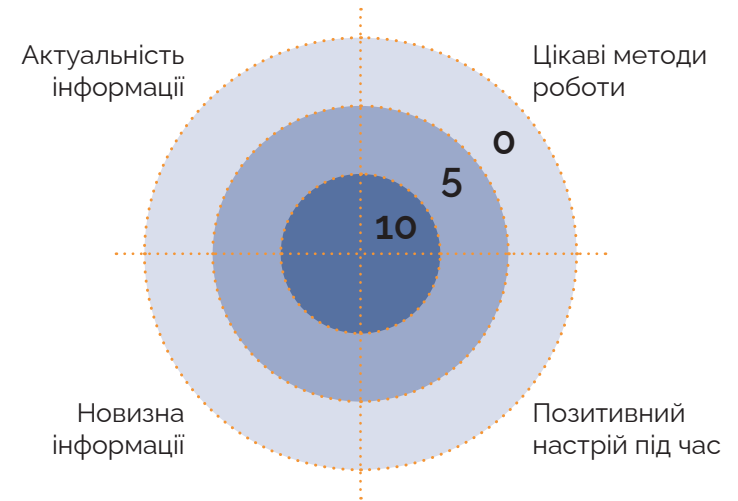 Актуальність
інформації
Цікаві методи
роботи
0
5
10
Новизна
інформації
Позитивний
настрій під час